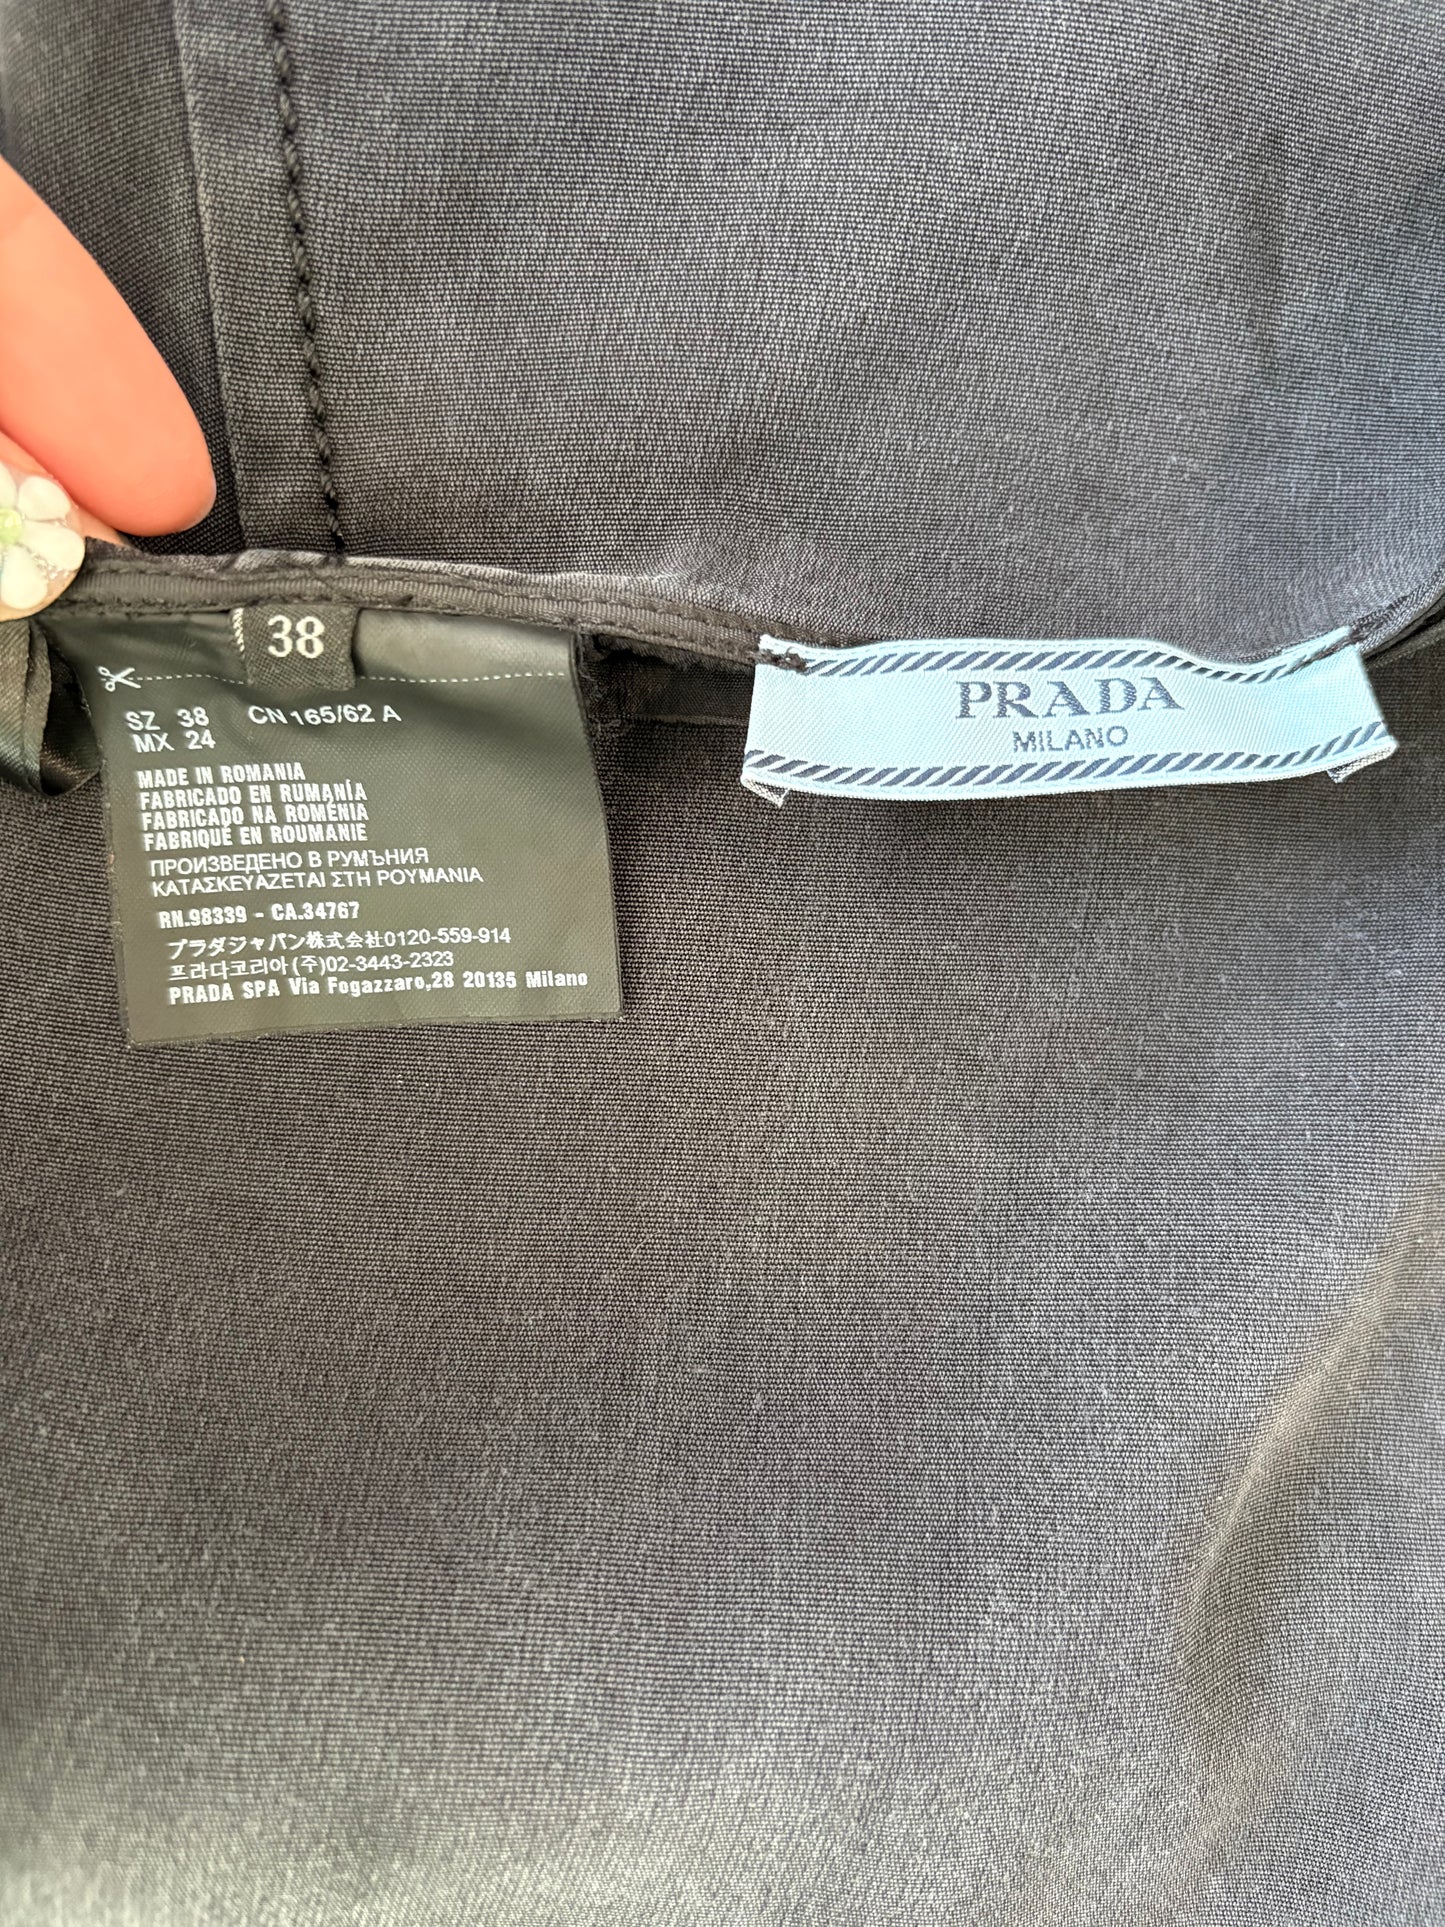 38
SZ 38 CN 165/62 A
MX 24
MADE IN ROMANIA
FABRICADO EN RUMANÍA
FABRICADO NA ROMÉNIA
FABRIQUÉ EN ROUMANIE
ПРОИЗВЕДЕНО В РУМЪНИЯ
ΚΑΤΑΣΚΕΥΑΖΕΤΑΙ ΣΤΗ ΡΟΥΜΑΝΙΑ
RN.98339 - CA.34767
プラダジャパン株式会社0120-559-914
프라다코리아(주)02-3443-2323
PRADA SPA Via Fogazzaro,28 20135 Milano
PRADA
MILANO